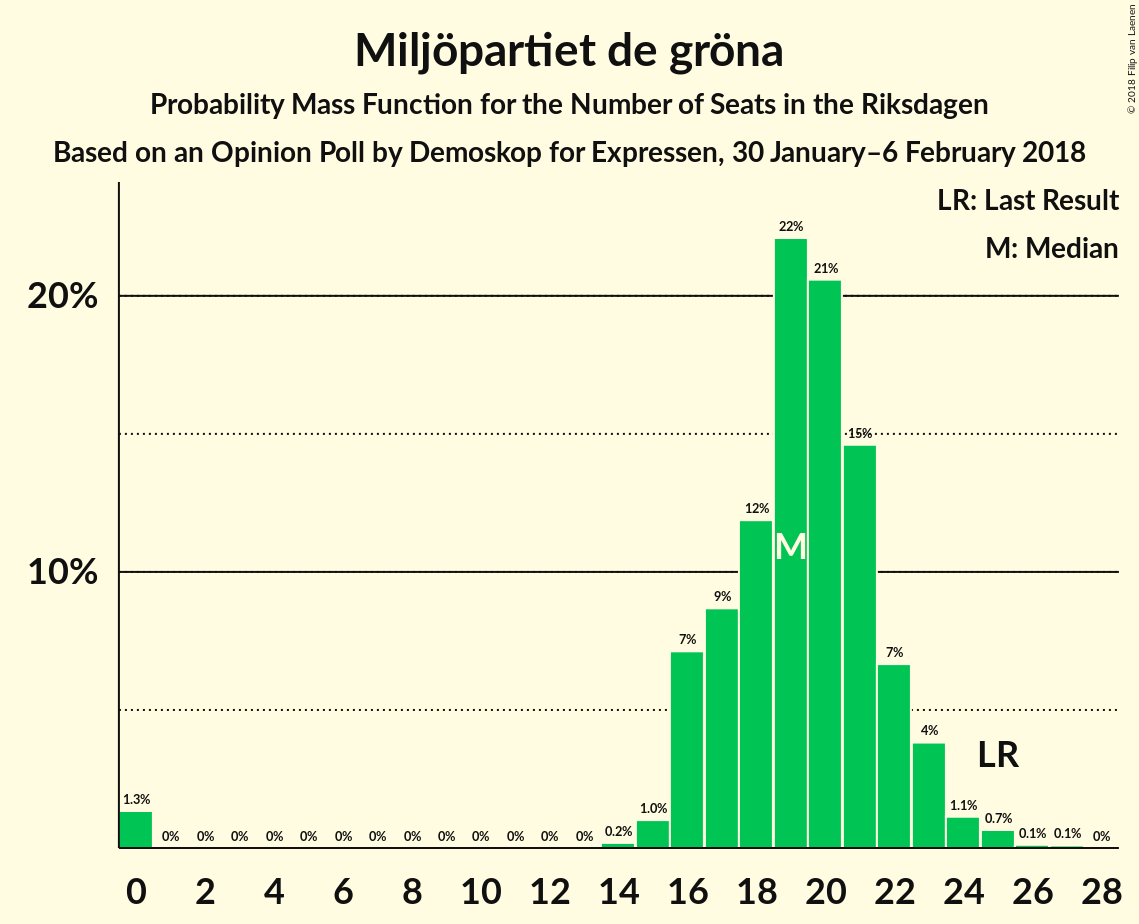 Miljöpartiet de gröna
Probability Mass Function for the Number of Seats in the Riksdagen
Based on an Opinion Poll by Demoskop for Expressen, 30 January–6 February 2018
© 2018 Filip van Laenen
LR: Last Result
M: Median
20%
10%
1.3% 0% 0% 0% 0% 0% 0% 0% 0% 0% 0% 0% 0% 0% 0.2% 1.0% 7% 9% 12% 22% 21% 15% 7% 4% 1.1% 0.7% 0.1% 0.1% 0%
M
LR
0 2 4 6 8 10 12 14 16 18 20 22 24 26 28